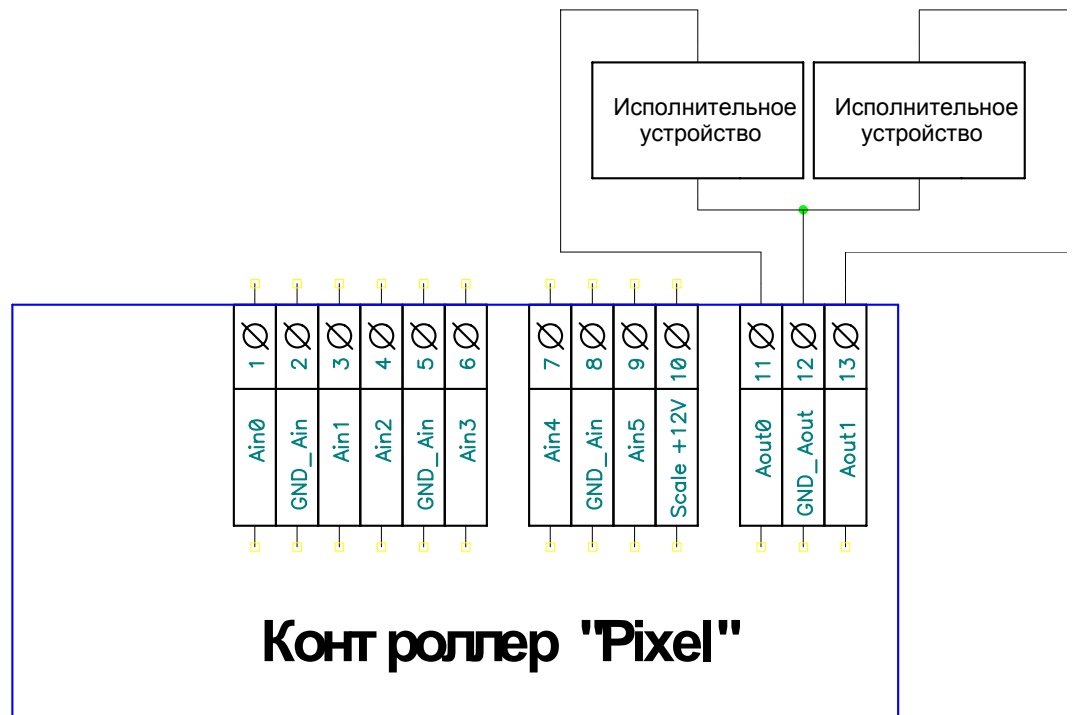 Исполнительное
устройство
Исполнительное
устройство
1
2
3
4
5
6
7
8
9
10
11
12
13
Ain0
GND_Ain
Ain1
Ain2
GND_Ain
Ain3
Ain4
GND_Ain
Ain5
Scale +12V
Aout0
GND_Aout
Aout1
Конт роллер "Pixel"